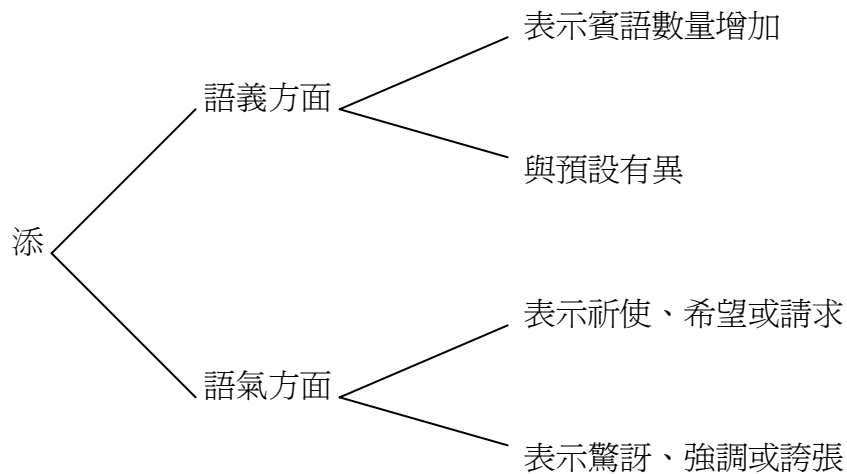 表示賓語數量增加
語義方面
與預設有異
添
表示祈使、希望或請求
語氣方面
表示驚訝、強調或誇張